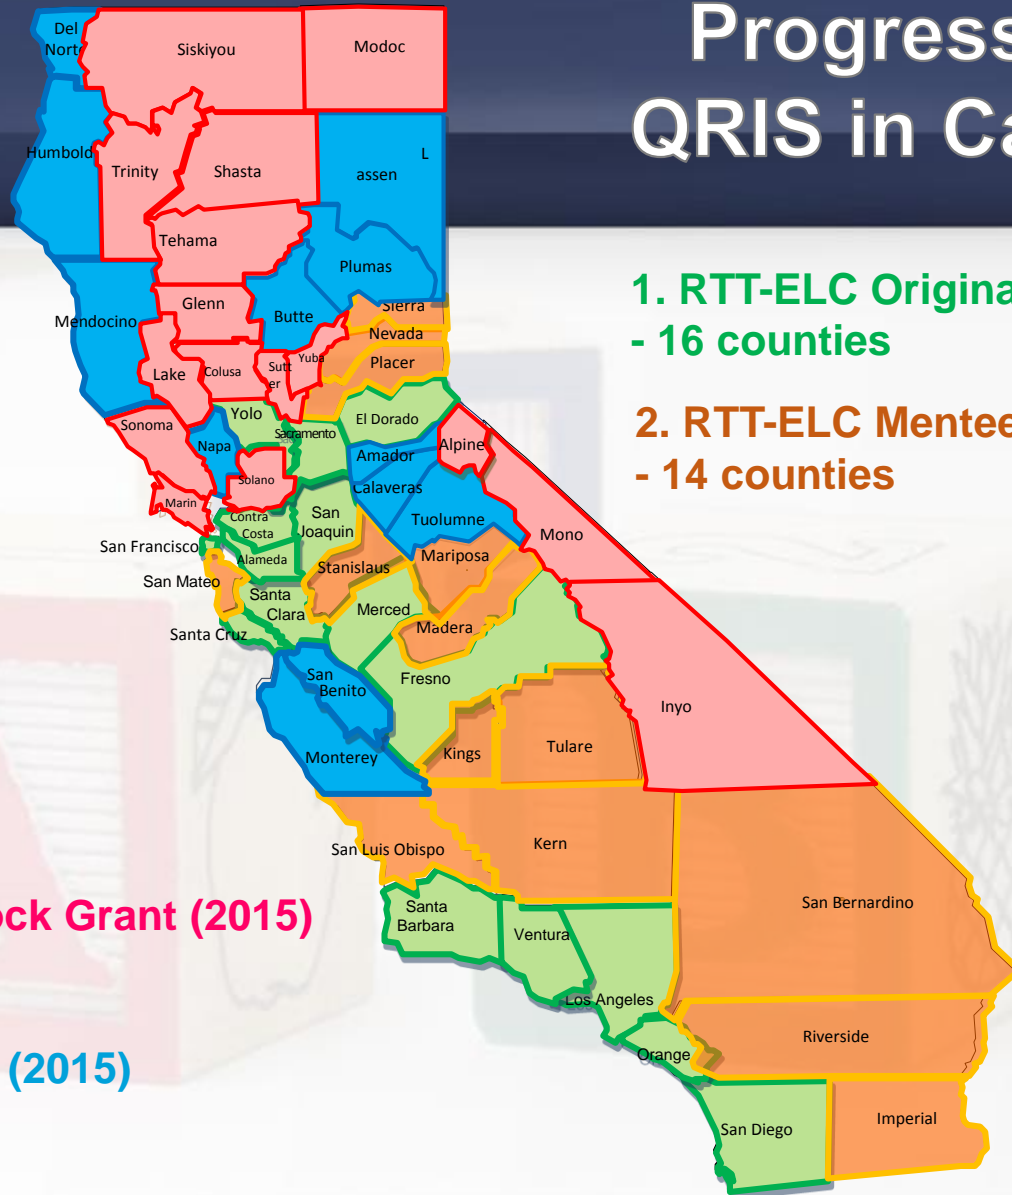 Progress
QRIS in Ca
1. RTT-ELC Origina
- 16 counties
2. RTT-ELC Mentee
- 14 counties
Del
Norte
Siskiyou
Modoc
Humbold
Trinity
Shasta
L
assen
Tehama
Plumas
Glenn
Butte
Sierra
Mendocino
Nevada
Placer
Lake
Colusa
Sutt
er
Yuba
Yolo
Sonoma
Sacramento
El Dorado
Napa
Amador
Alpine
Solano
Calaveras
Marin
San
Joaquin
Tuolumne
Contra
Costa
Mono
San Francisco
Alameda
Stanislaus
Mariposa
San Mateo
Santa
Clara
Merced
Madera
Santa Cruz
San
Benito
Fresno
Inyo
Monterey
Kings
Tulare
San Luis Obispo
Kern
San Bernardino
ock Grant (2015)
Santa
Barbara
Ventura
Los Angeles
Riverside
Orange
(2015)
San Diego
Imperial